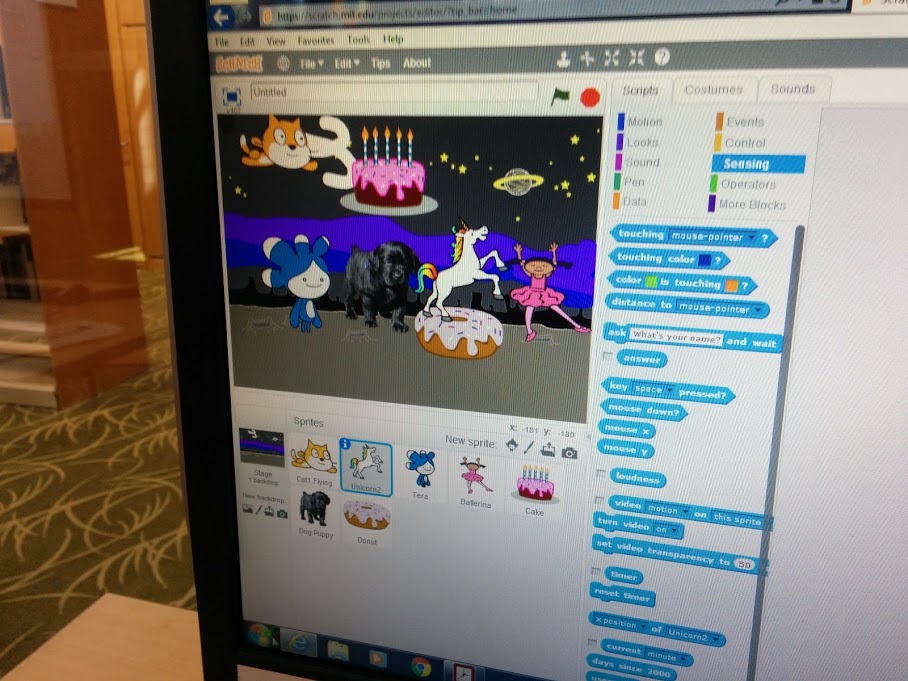 https://scratch.mit.edu/projects/editor/?tip_bar=home
File Edit View Favorites Tools Help
SCRATCH File Edit Tips About
Untitled
Scripts Costumes Sounds
Motion Events
Looks Control
Sound Sensing
Pen Operators
Data More Blocks
touching mouse-pointer ?
touching color ?
color is touching ?
distance to mouse-pointer
ask What's your name? and wait
answer
key space pressed?
mouse down?
mouse x
mouse y
loudness
video motion on this sprite
turn video on
set video transparency to 50
timer
reset timer
x position of Unicorn2
current minute
days since 2000
x: -181 y: -180
Sprites New sprite:
Stage
1 backdrop
New backdrop:
Cat1 Flying Unicorn2 Tera Ballerina Cake
Dog Puppy Donut